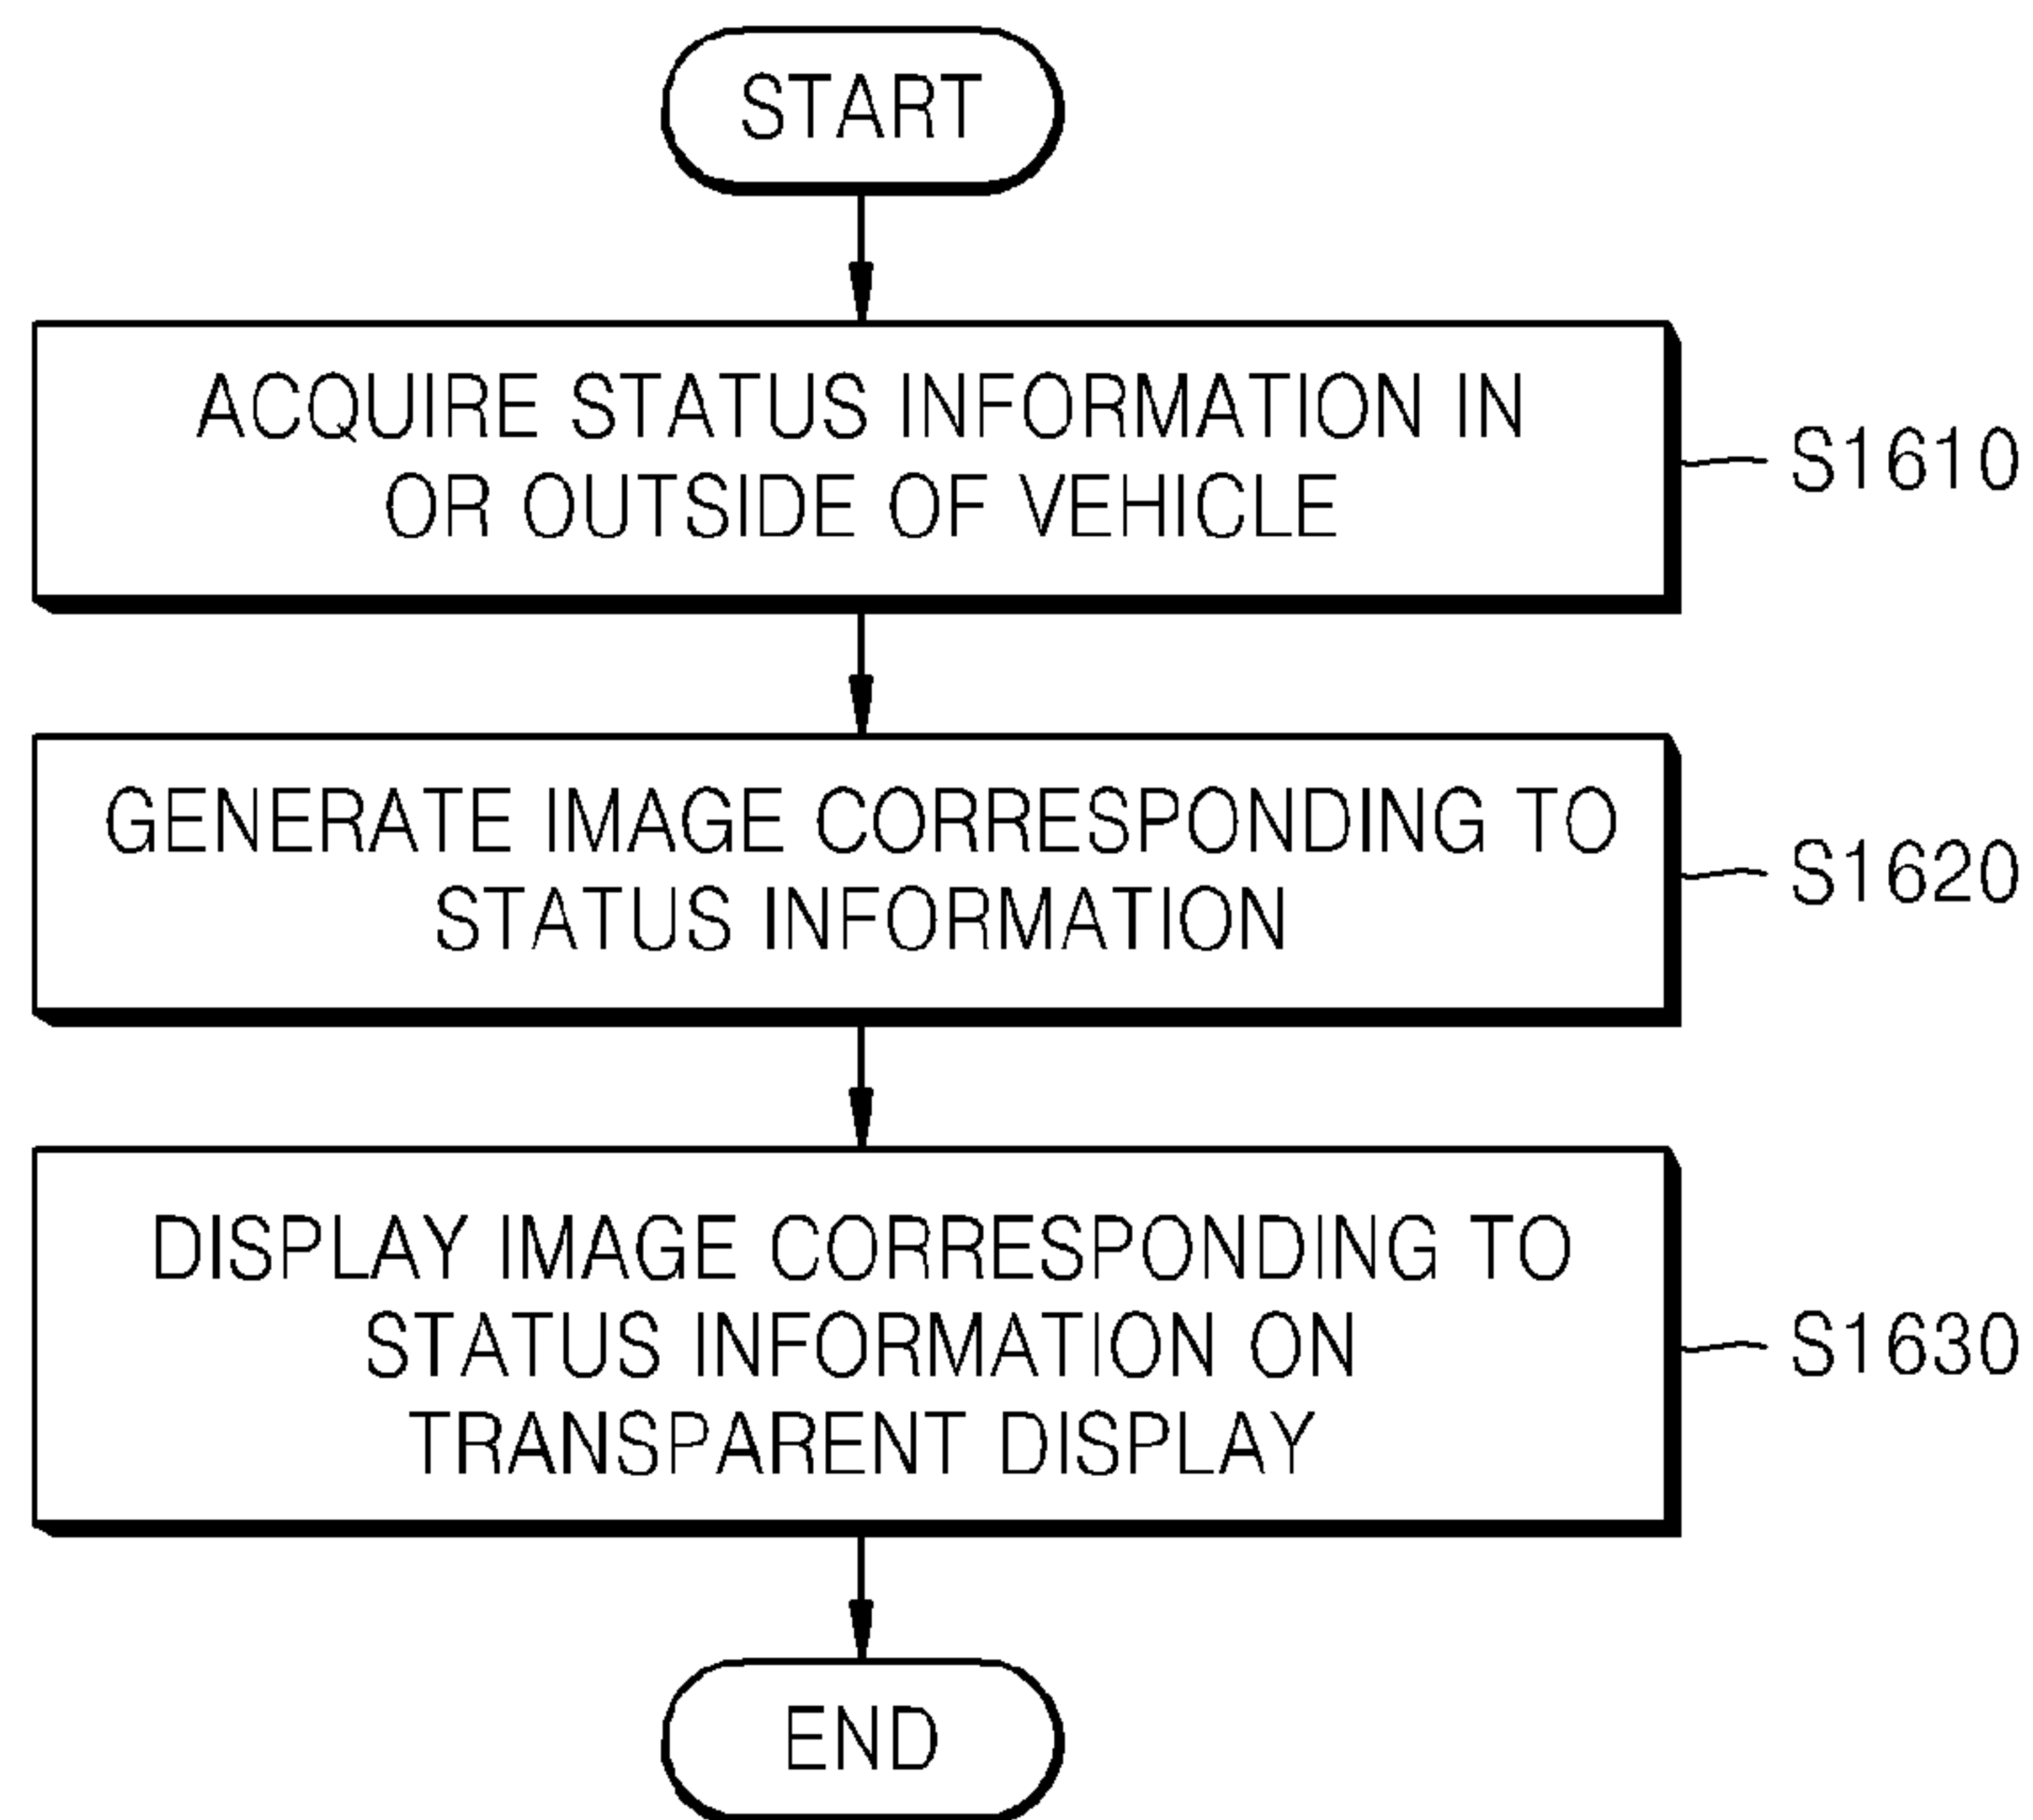 START
ACQUIRE STATUS INFORMATION IN
OR OUTSIDE OF VEHICLE
S1610
GENERATE IMAGE CORRESPONDING TO
STATUS INFORMATION
S1620
DISPLAY IMAGE CORRESPONDING TO
STATUS INFORMATION ON
TRANSPARENT DISPLAY
S1630
END